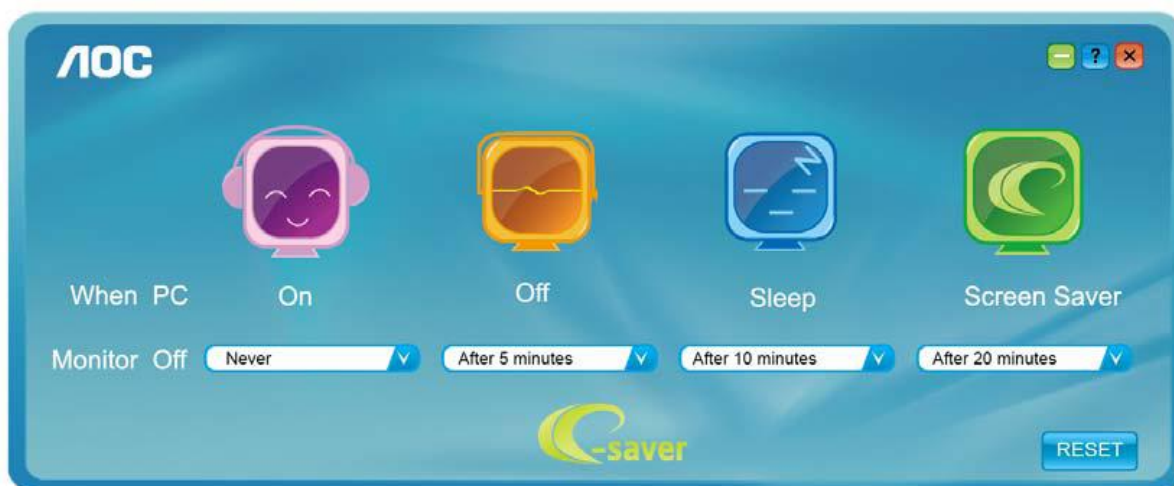 AOC
?
When PC On Off Sleep Screen Saver
Monitor Off Never After 5 minutes After 10 minutes After 20 minutes
e-saver
RESET